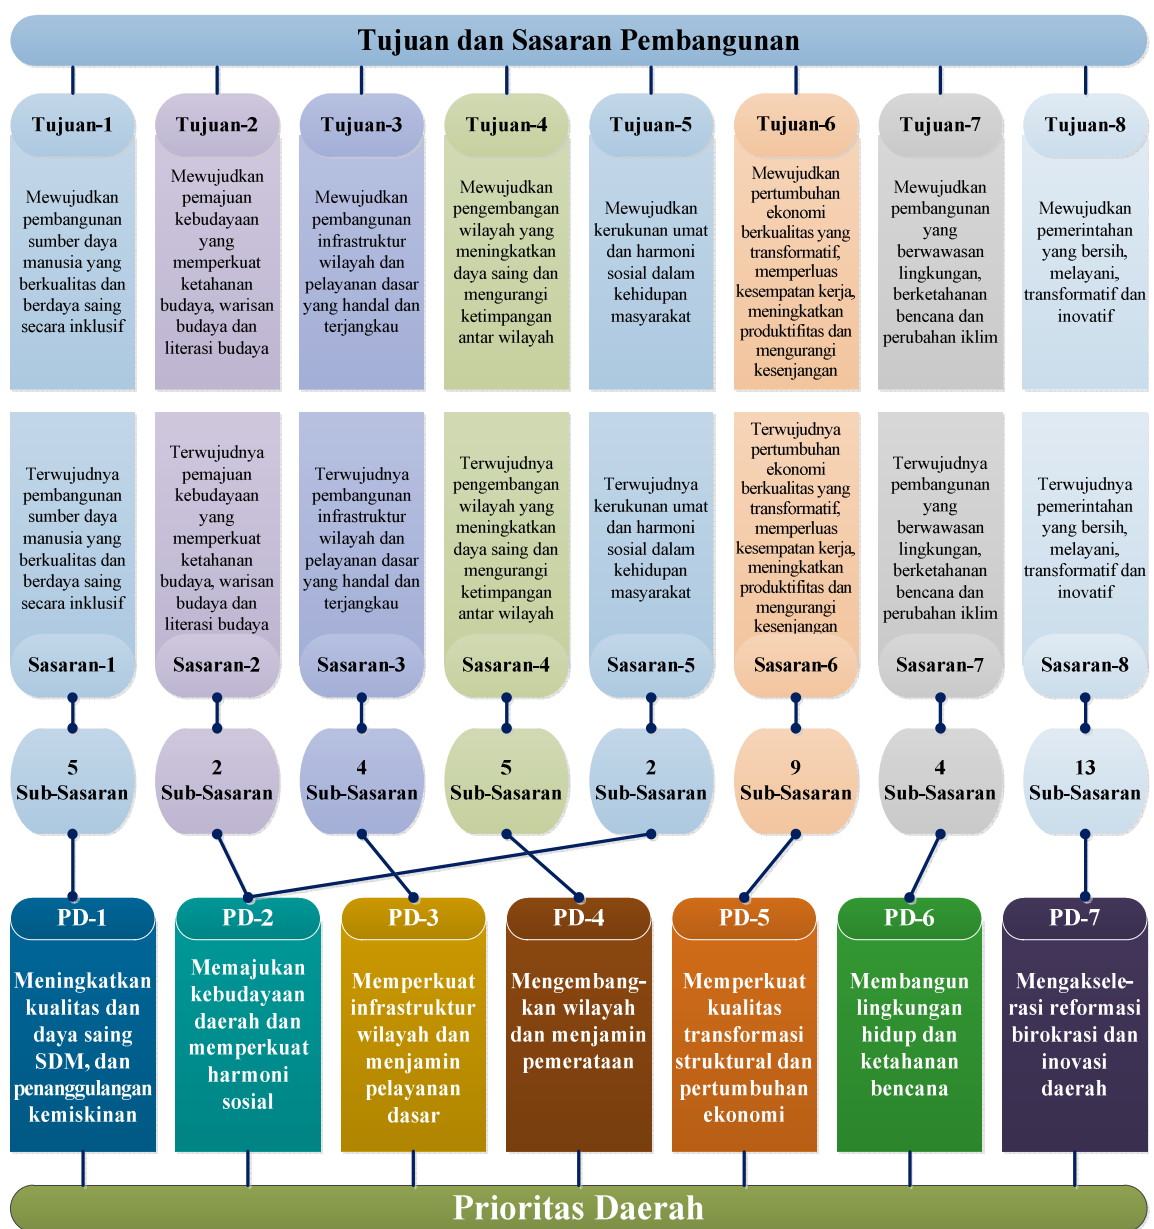 Tujuan dan Sasaran Pembangunan
Tujuan-1
Mewujudkan
pembangunan
sumber daya
manusia yang
berkualitas dan
berdaya saing
secara inklusif
Tujuan-2
Mewujudkan
pemajuan
kebudayaan
yang
memperkuat
ketahanan
budaya, warisan
budaya dan
literasi budaya
Tujuan-3
Mewujudkan
pembangunan
infrastruktur
wilayah dan
pelayanan dasar
yang handal dan
terjangkau
Tujuan-4
Mewujudkan
pengembangan
wilayah yang
meningkatkan
daya saing dan
mengurangi
ketimpangan
antar wilayah
Tujuan-5
Mewujudkan
kerukunan umat
dan harmoni
sosial dalam
kehidupan
masyarakat
Tujuan-6
Mewujudkan
pertumbuhan
ekonomi
berkualitas yang
transformatif,
memperluas
kesempatan kerja,
meningkatkan
produktifitas dan
mengurangi
kesenjangan
Tujuan-7
Mewujudkan
pembangunan
yang
berwawasan
lingkungan,
berketahanan
bencana dan
perubahan iklim
Tujuan-8
Mewujudkan
pemerintahan
yang bersih,
melayani,
transformatif dan
inovatif
Terwujudnya
pembangunan
sumber daya
manusia yang
berkualitas dan
berdaya saing
secara inklusif
Sasaran-1
Terwujudnya
pemajuan
kebudayaan
yang
memperkuat
ketahanan
budaya, warisan
budaya dan
literasi budaya
Sasaran-2
Terwujudnya
pembangunan
infrastruktur
wilayah dan
pelayanan dasar
yang handal dan
terjangkau
Sasaran-3
Terwujudnya
pengembangan
wilayah yang
meningkatkan
daya saing dan
mengurangi
ketimpangan
antar wilayah
Sasaran-4
Terwujudnya
kerukunan umat
dan harmoni
sosial dalam
kehidupan
masyarakat
Sasaran-5
Terwujudnya
pertumbuhan
ekonomi
berkualitas yang
transformatif,
memperluas
kesempatan kerja,
meningkatkan
produktifitas dan
mengurangi
kesenjangan
Sasaran-6
Terwujudnya
pembangunan
yang
berwawasan
lingkungan,
berketahanan
bencana dan
perubahan iklim
Sasaran-7
Terwujudnya
pemerintahan
yang bersih,
melayani,
transformatif dan
inovatif
Sasaran-8
5
Sub-Sasaran
2
Sub-Sasaran
4
Sub-Sasaran
5
Sub-Sasaran
2
Sub-Sasaran
9
Sub-Sasaran
4
Sub-Sasaran
13
Sub-Sasaran
PD-1
Meningkatkan
kualitas dan
daya saing
SDM, dan
penanggulangan
kemiskinan
PD-2
Memajukan
kebudayaan
daerah dan
memperkuat
harmoni
sosial
PD-3
Memperkuat
infrastruktur
wilayah dan
menjamin
pelayanan
dasar
PD-4
Mengembang-
kan wilayah
dan menjamin
pemerataan
PD-5
Memperkuat
kualitas
transformasi
struktural dan
pertumbuhan
ekonomi
PD-6
Membangun
lingkungan
hidup dan
ketahanan
bencana
PD-7
Mengaksele-
rasi reformasi
birokrasi dan
inovasi
daerah
Prioritas Daerah